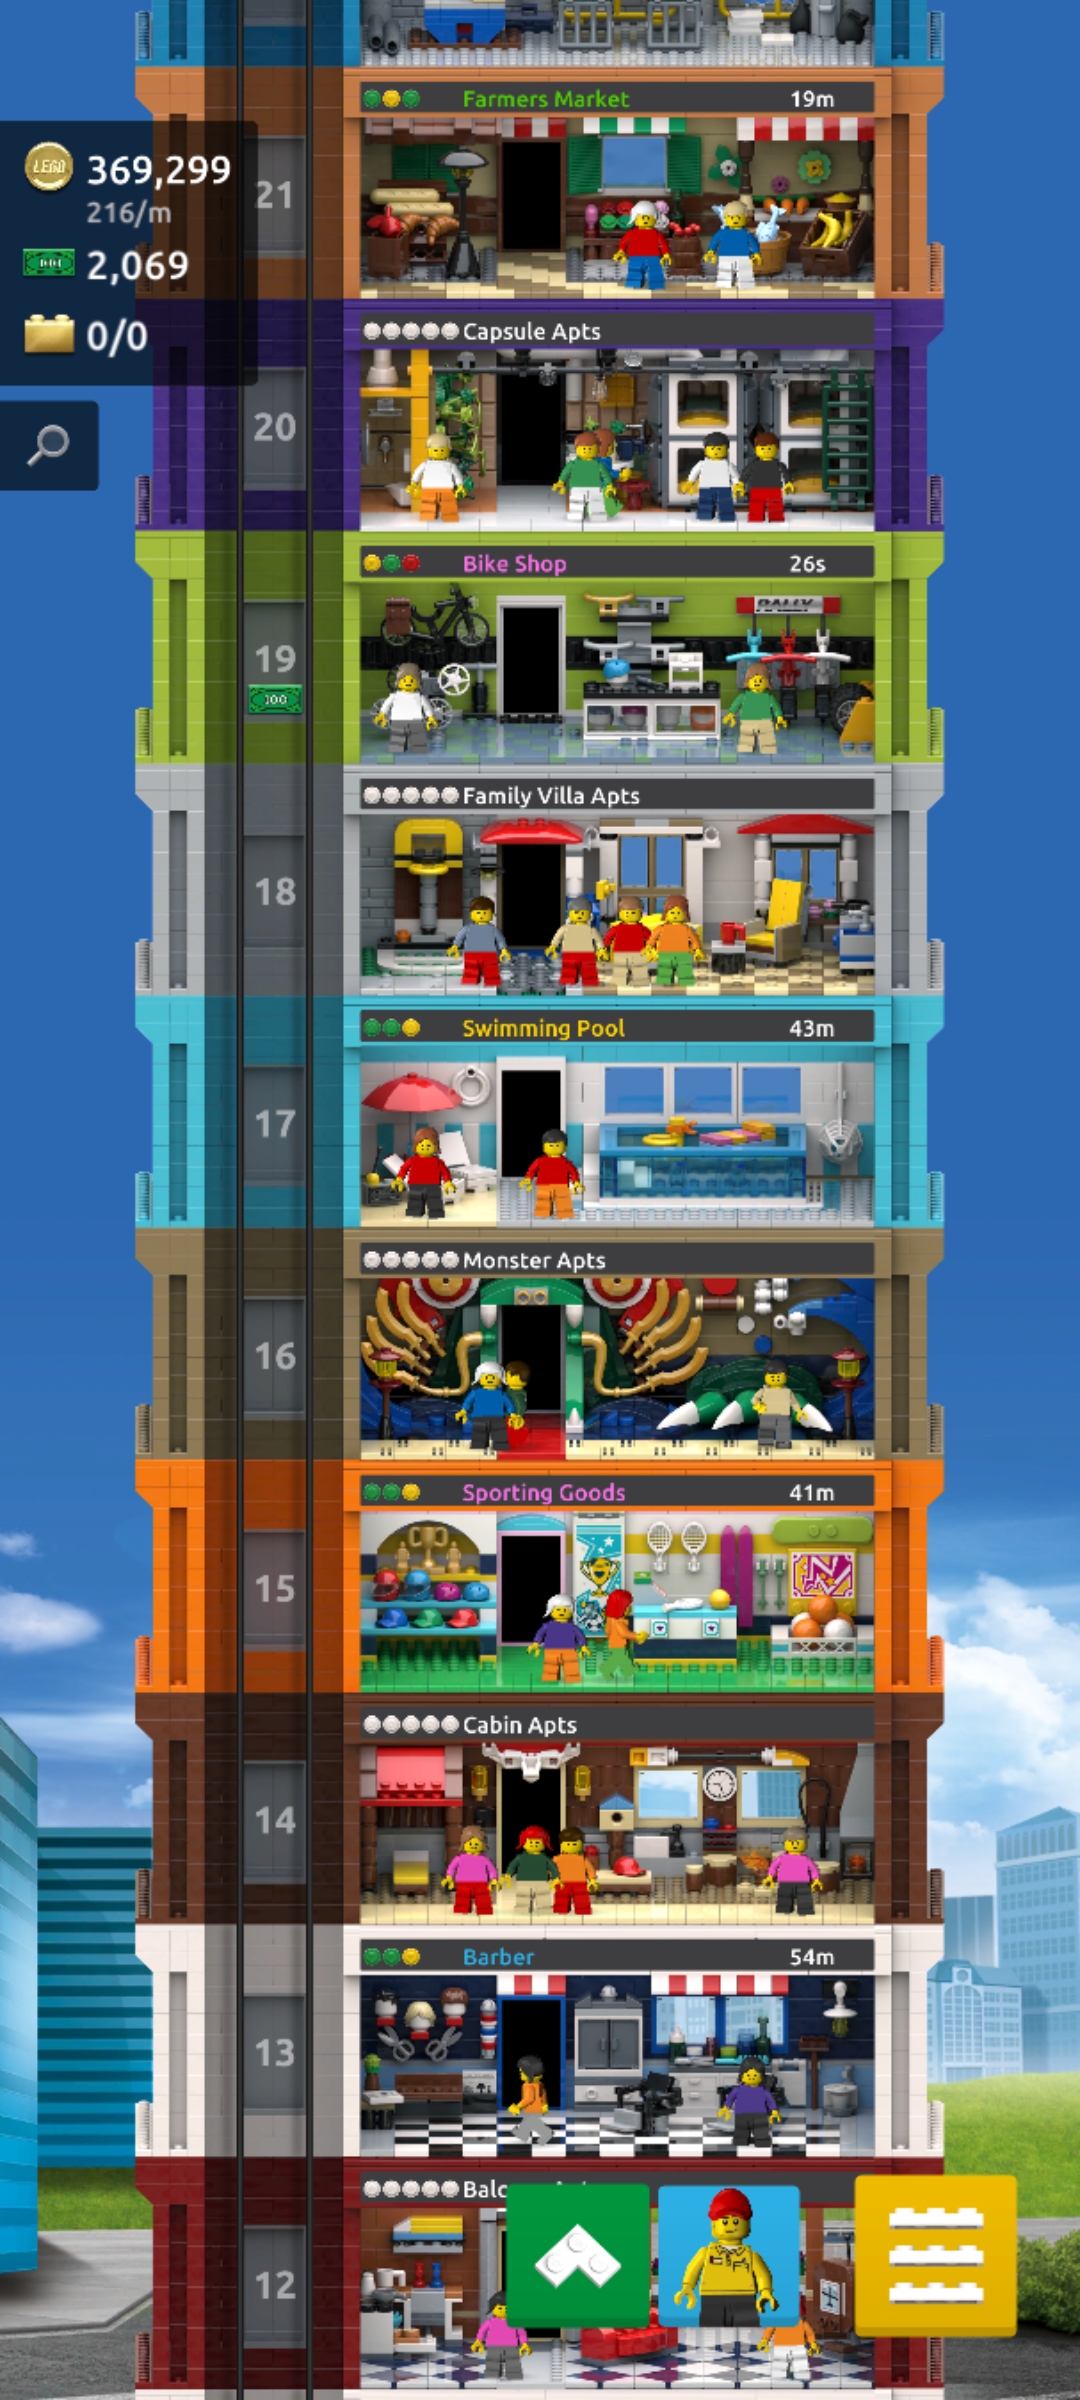 Farmers Market 19m
LEGO 369,299
216/m
2,069
0/0
21
Capsule Apts
20
Bike Shop 26s
RALLY
19
100
Family Villa Apts
18
Swimming Pool 43m
17
Monster Apts
16
Sporting Goods 41m
15
N
Cabin Apts
14
Barber 54m
13
12